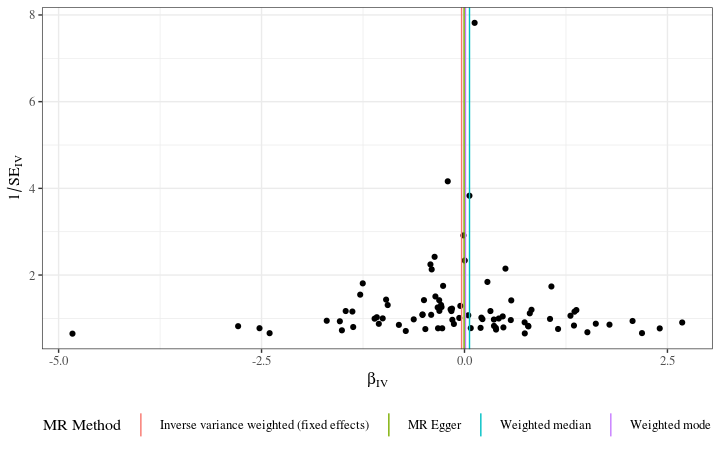 8
6
4
2
1/SE_IV
-5.0
-2.5
0.0
2.5
β_IV
MR Method Inverse variance weighted (fixed effects) MR Egger Weighted median Weighted mode